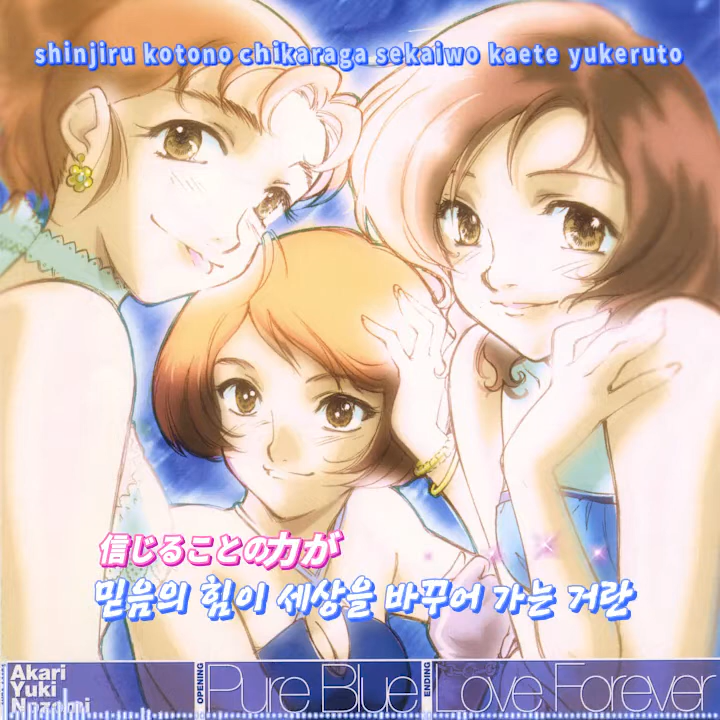 shinjiru kotono chikaraga sekaiwo kaete yukeruto
信じることの力が
믿음의 힘이 세상을 바꾸어 가는 거란
Akari
Yuki
Nozomi
OPENING
Pure Blue
ENDING
Love Forever